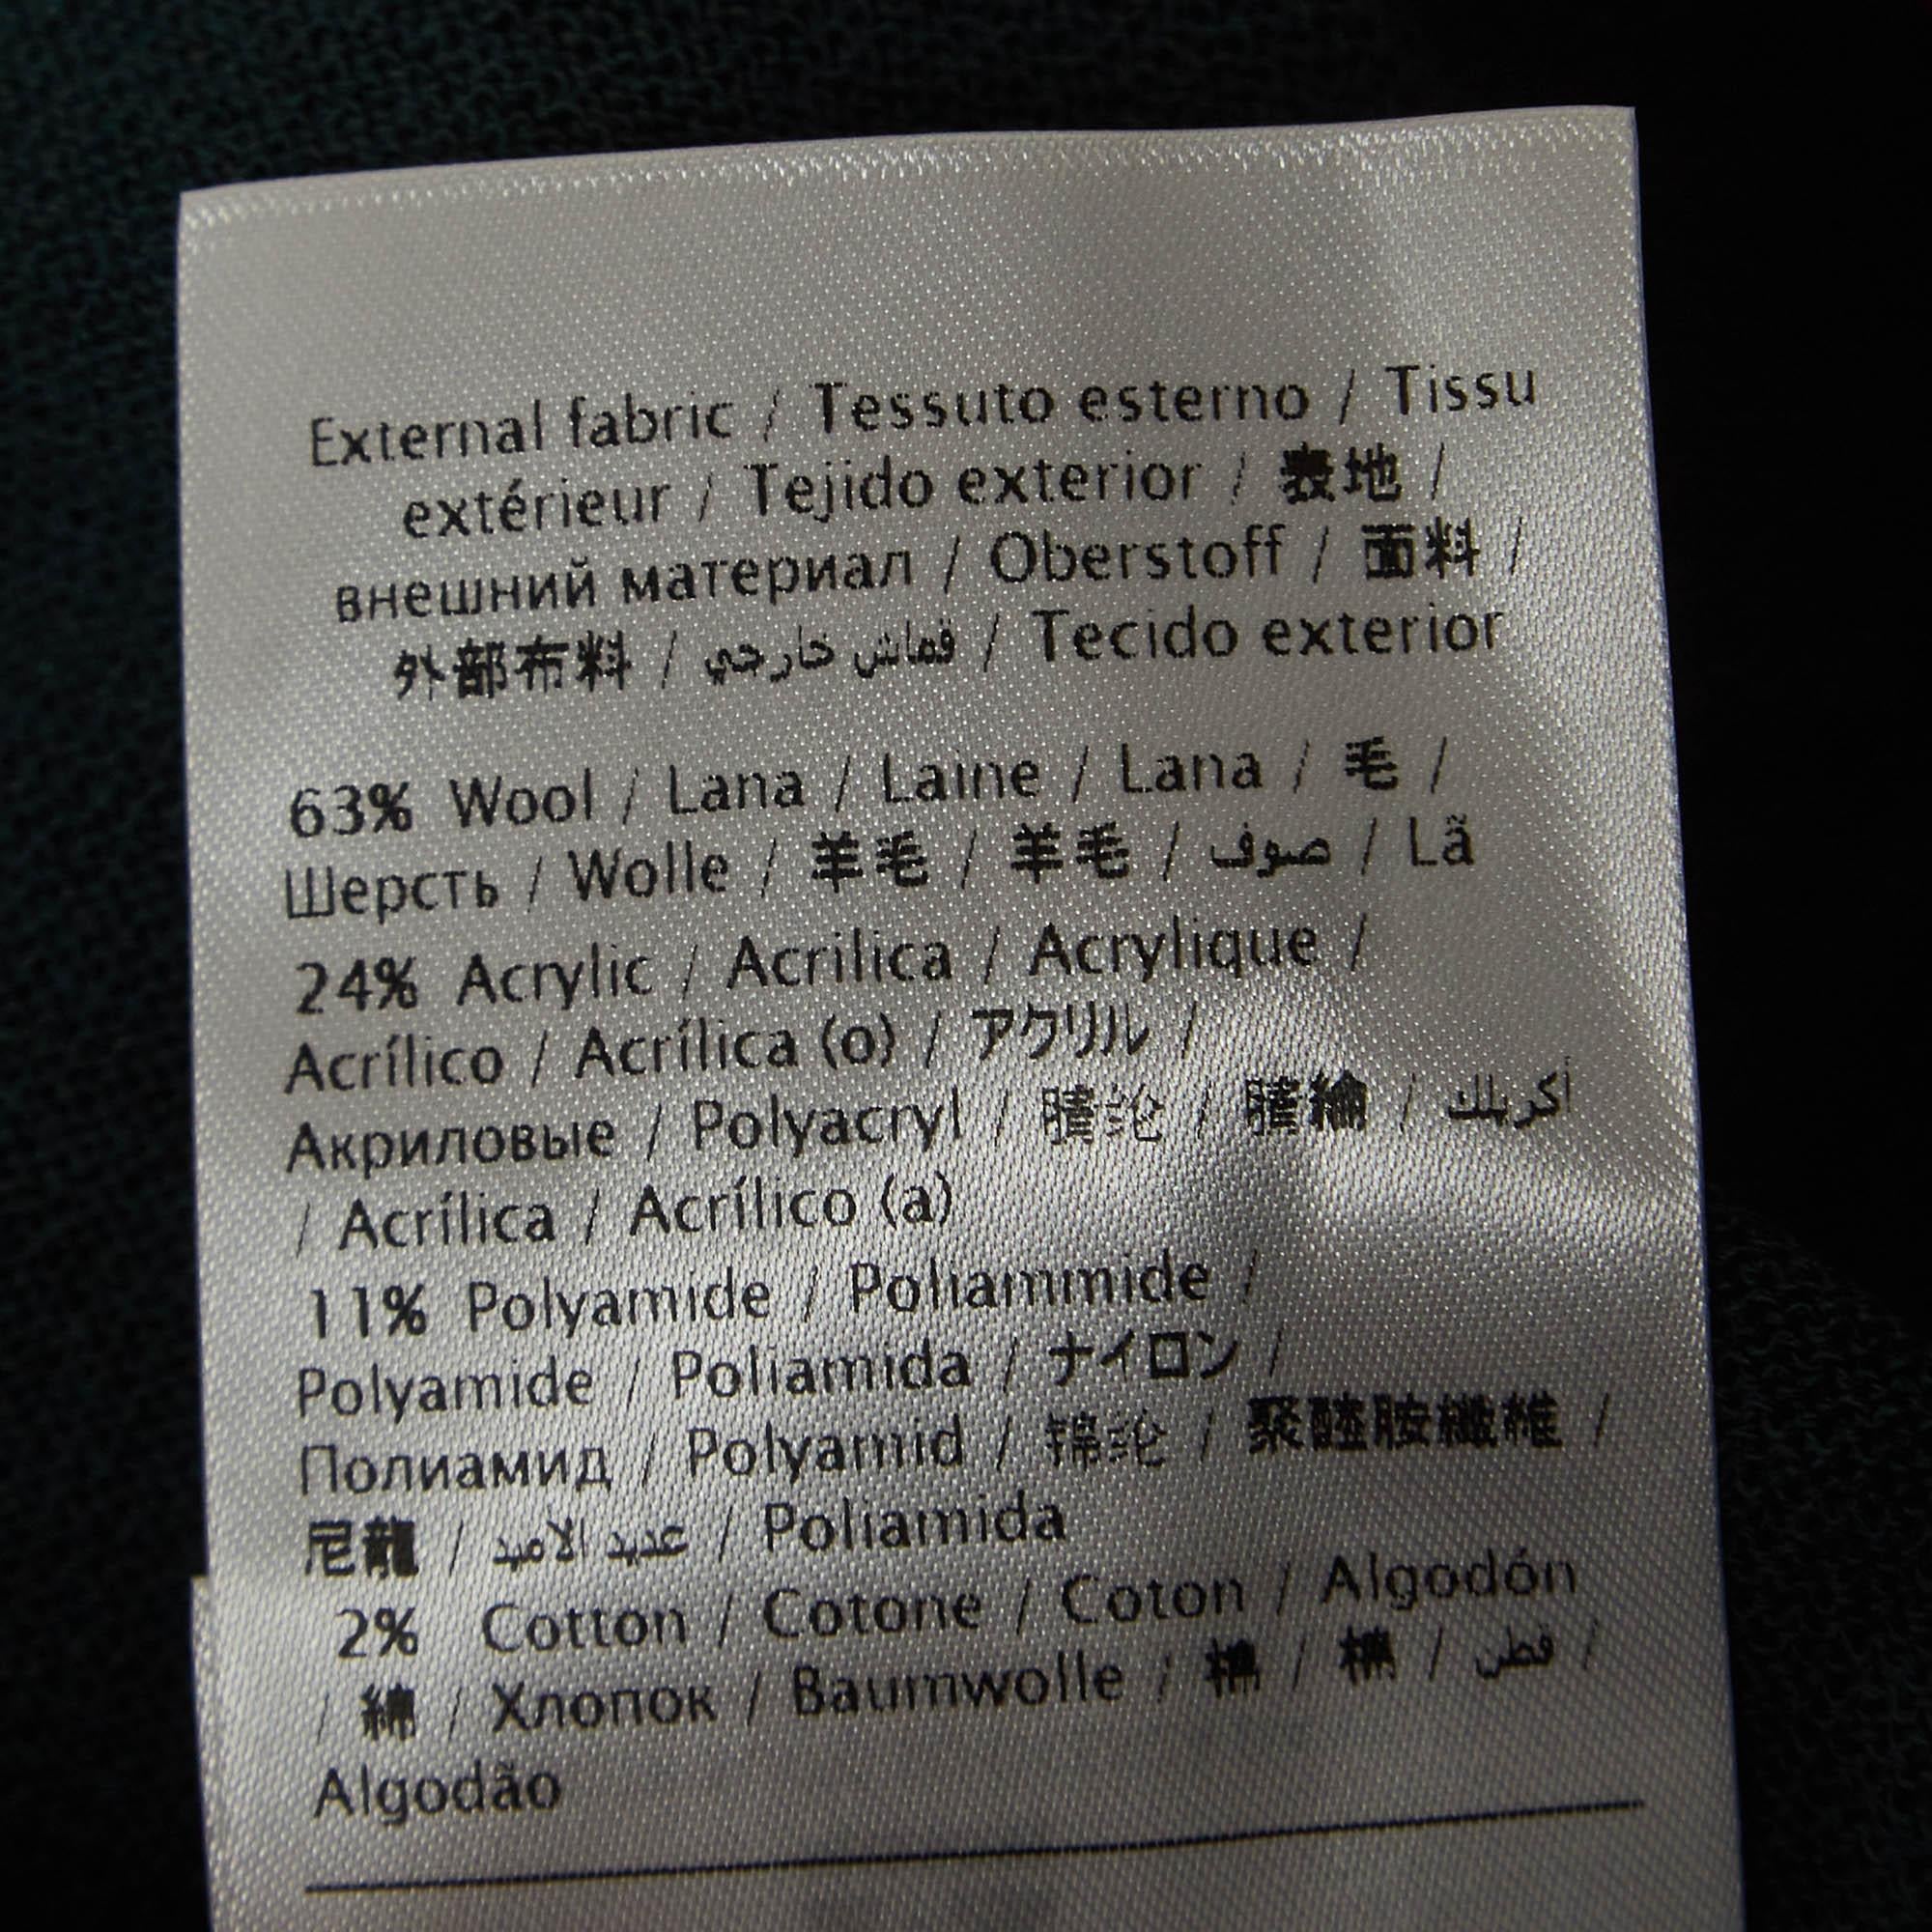 External fabric / Tessuto esterno / Tissu
extérieur / Tejido exterior / 表地 /
внешний материал / Oberstoff / 面料 /
外部布料 / قماش خارجي / Tecido exterior
63% Wool / Lana / Laine / Lana / 毛 /
Шерсть / Wolle / 羊毛 / 羊毛 / صوف / Lã
24% Acrylic / Acrilica / Acrylique /
Acrílico / Acrílica (o) / アクリル /
Акриловые / Polyacryl / 腈纶 / 腈綸 / أكريلك
/ Acrílica / Acrílico (a)
11% Polyamide / Poliammide /
Polyamide / Poliamida / ナイロン /
Полиамид / Polyamid / 锦纶 / 聚醯胺纖維 /
尼龍 / عديد الاميد / Poliamida
2% Cotton / Cotone / Coton / Algodón
/ 綿 / Хлопок / Baumwolle / 棉 / 棉 / قطن /
Algodão